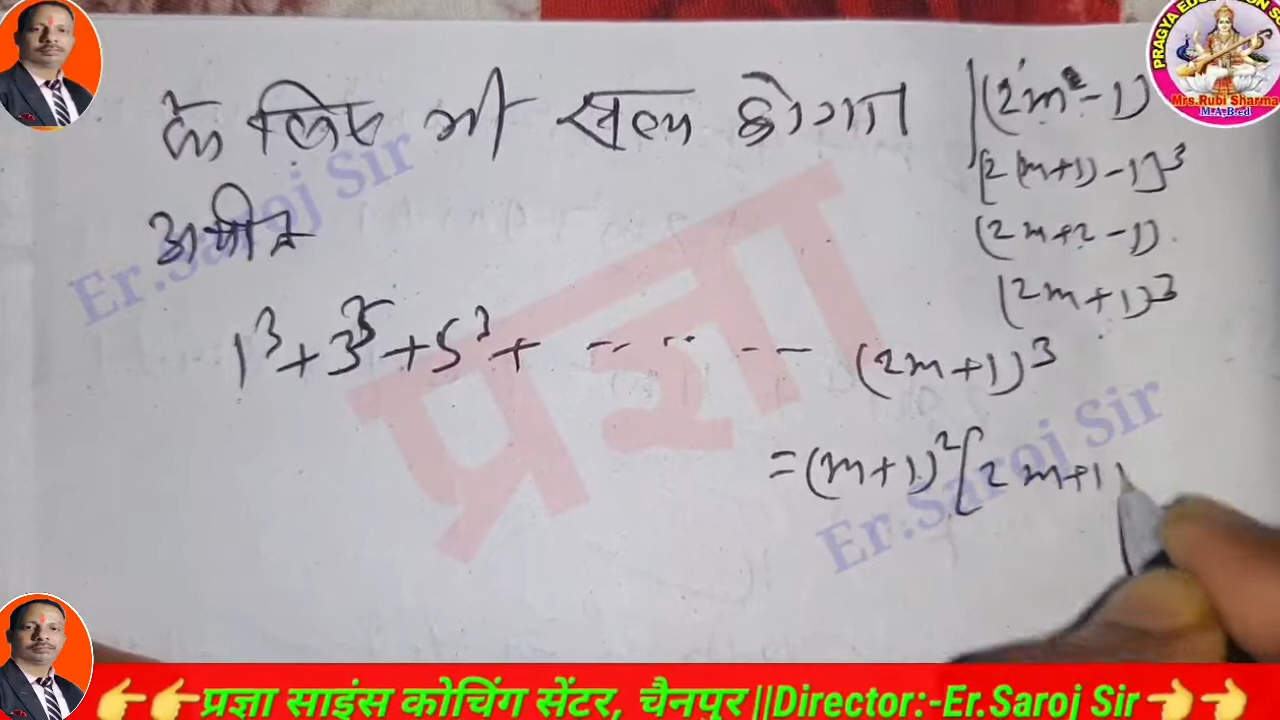 के लिए भी सत्य होगा
अर्थात
1³+3³+5³+ -- -- -- -- (2m+1)³
=(m+1)²[2(m+1)
(2m-1)
[2(m+1)-1]³
(2m+2-1)
(2m+1)³
प्रज्ञा
Er.Saroj Sir
Er.Saroj Sir
PRAGYA EDUCATION
Mrs.Rubi Sharma
M.A,B.ed
👉👉प्रज्ञा साइंस कोचिंग सेंटर, चैनपुर||Director:-Er.Saroj Sir👈👈